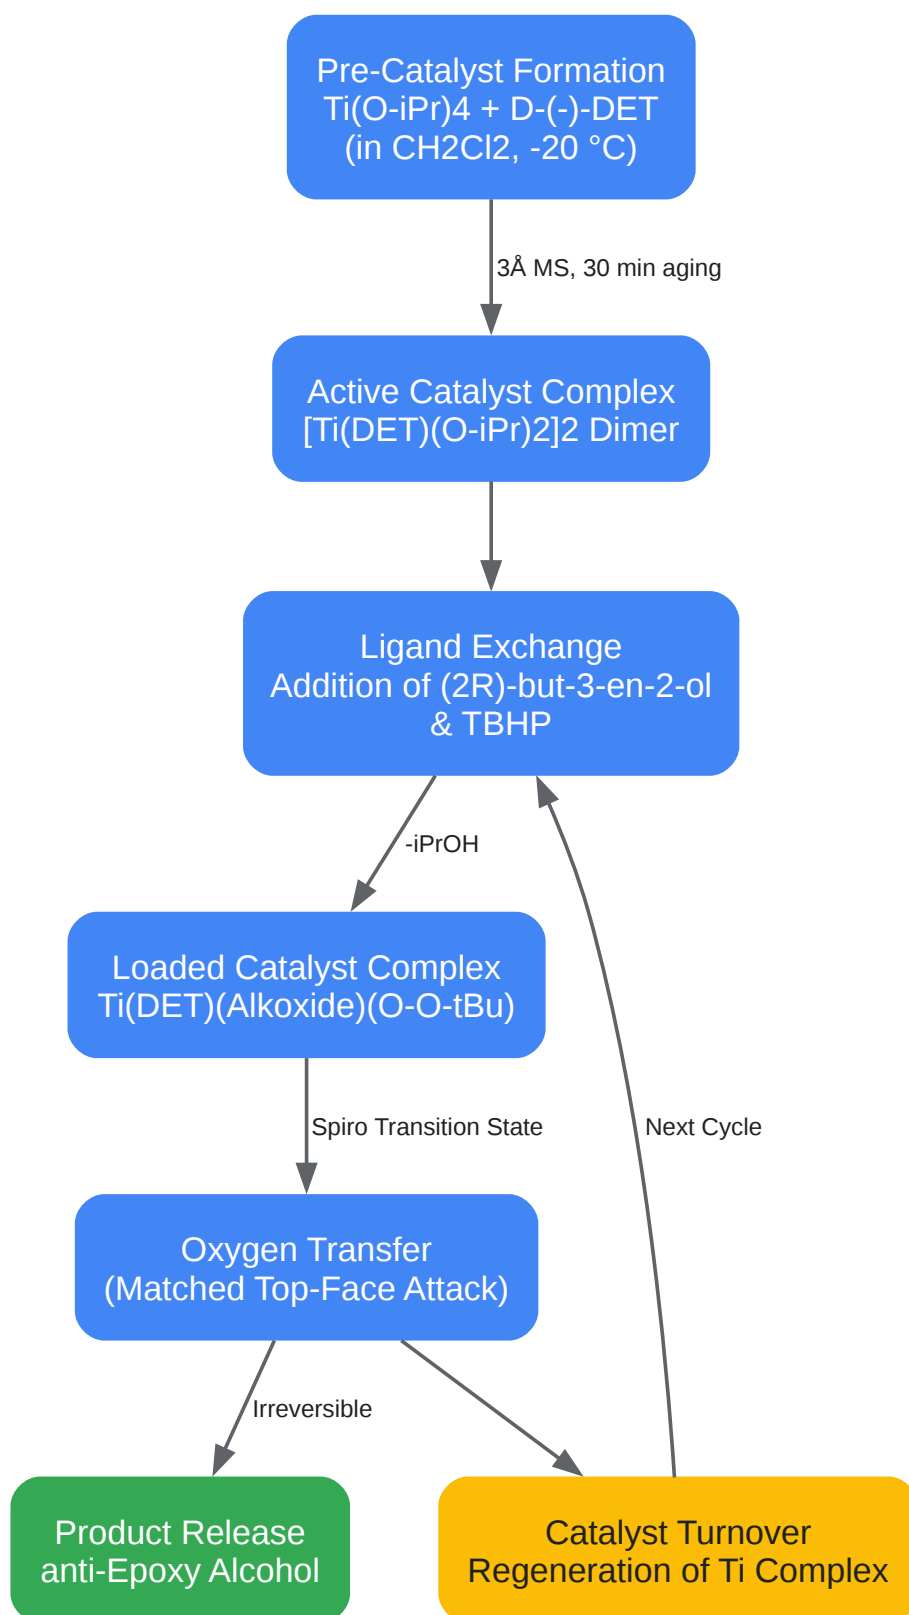 Pre-Catalyst Formation
Ti(O-iPr)4 + D-(-)-DET
(in CH2Cl2, -20 °C)
3Å MS, 30 min aging
Active Catalyst Complex
[Ti(DET)(O-iPr)2]2 Dimer
Ligand Exchange
Addition of (2R)-but-3-en-2-ol
& TBHP
-iPrOH
Loaded Catalyst Complex
Ti(DET)(Alkoxide)(O-O-tBu)
Spiro Transition State
Next Cycle
Oxygen Transfer
(Matched Top-Face Attack)
Irreversible
Product Release
anti-Epoxy Alcohol
Catalyst Turnover
Regeneration of Ti Complex